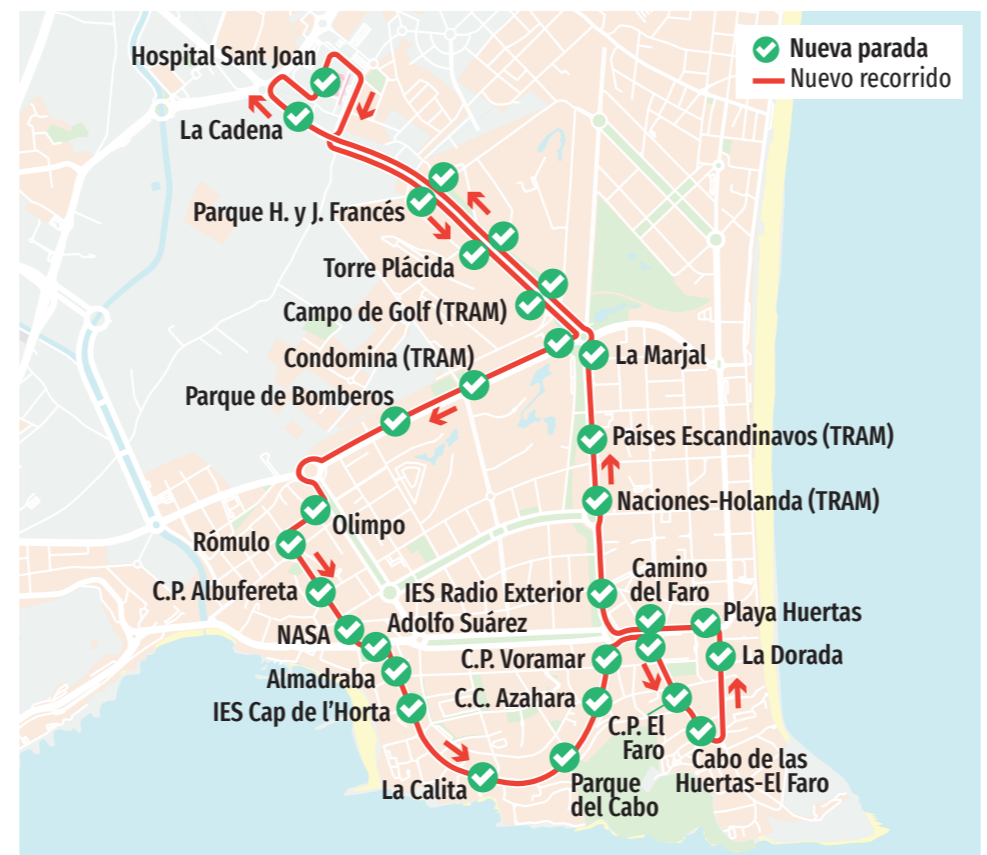 Nueva parada
Nuevo recorrido
Hospital Sant Joan
La Cadena
Parque H. y J. Francés
Torre Plácida
Campo de Golf (TRAM)
Condomina (TRAM)
La Marjal
Parque de Bomberos
Países Escandinavos (TRAM)
Naciones-Holanda (TRAM)
Olimpo
Rómulo
C.P. Albufereta
IES Radio Exterior
Camino
del Faro
Playa Huertas
NASA
Adolfo Suárez
C.P. Voramar
La Dorada
Almadraba
C.C. Azahara
IES Cap de l'Horta
C.P. El
Faro
Cabo de las
Huertas-El Faro
La Calita
Parque
del Cabo